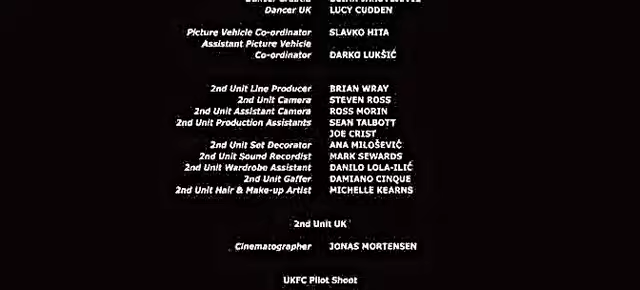 Dancer UK LUCY CUDDEN
Picture Vehicle Co-ordinator SLAVKO HITA
Assistant Picture Vehicle
Co-ordinator DARKO LUKŠIĆ
2nd Unit Line Producer BRIAN WRAY
2nd Unit Camera STEVEN ROSS
2nd Unit Assistant Camera ROSS MORIN
2nd Unit Production Assistants SEAN TALBOTT
JOE CRIST
2nd Unit Set Decorator ANA MILOŠEVIĆ
2nd Unit Sound Recordist MARK SEWARDS
2nd Unit Wardrobe Assistant DANILO LOLA-ILIĆ
2nd Unit Gaffer DAMIANO CINQUE
2nd Unit Hair & Make-up Artist MICHELLE KEARNS
2nd Unit UK
Cinematographer JONAS MORTENSEN
UKFC Pilot Shoot